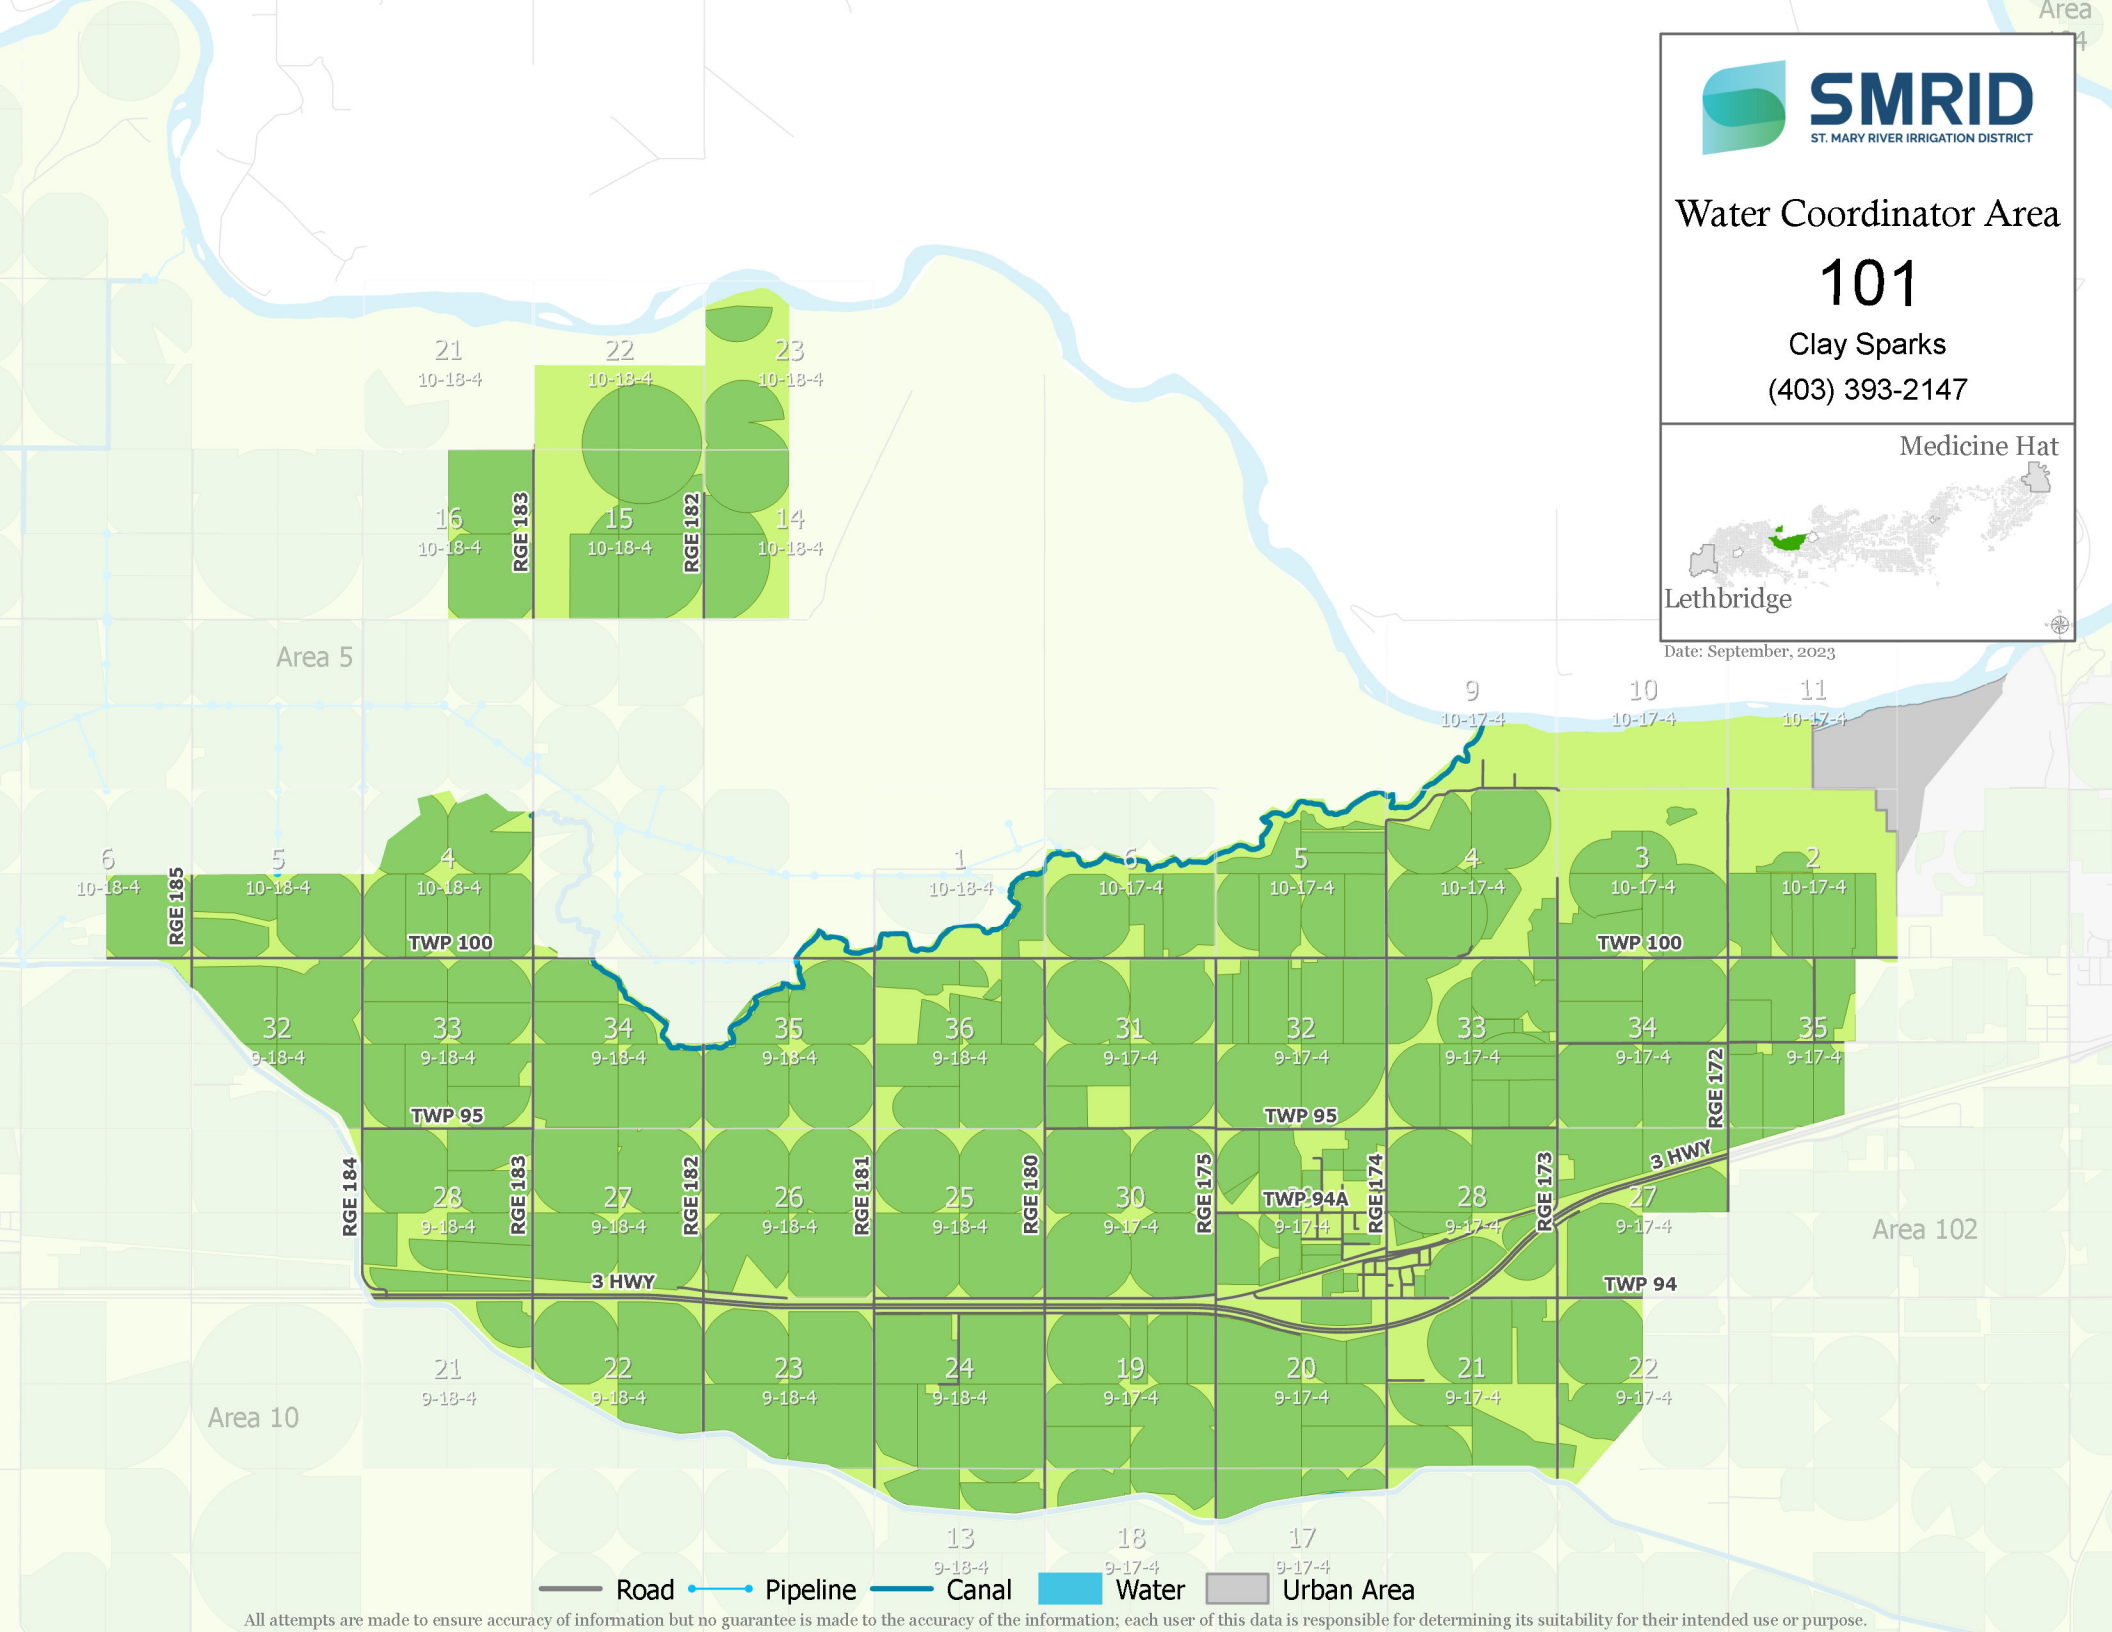 Area
SMRID
ST. MARY RIVER IRRIGATION DISTRICT
Water Coordinator Area
101
Clay Sparks
(403) 393-2147
Medicine Hat
Lethbridge
Date: September, 2023
21
10-18-4
22
10-18-4
23
10-18-4
16
10-18-4
RGE 183
15
10-18-4
RGE 182
14
10-18-4
Area 5
9
10-17-4
10
10-17-4
11
10-17-4
6
10-18-4
RGE 185
5
10-18-4
4
10-18-4
1
10-18-4
6
10-17-4
5
10-17-4
4
10-17-4
3
10-17-4
2
10-17-4
TWP 100
TWP 100
32
9-18-4
33
9-18-4
34
9-18-4
35
9-18-4
36
9-18-4
31
9-17-4
32
9-17-4
33
9-17-4
34
9-17-4
RGE 172
35
9-17-4
TWP 95
TWP 95
3 HWY
RGE 184
28
9-18-4
RGE 183
27
9-18-4
RGE 182
26
9-18-4
RGE 181
25
9-18-4
RGE 180
30
9-17-4
RGE 175
TWP 94A
9-17-4
RGE 174
28
9-17-4
RGE 173
27
9-17-4
Area 102
3 HWY
TWP 94
21
9-18-4
22
9-18-4
23
9-18-4
24
9-18-4
19
9-17-4
20
9-17-4
21
9-17-4
22
9-17-4
Area 10
13
9-18-4
18
9-17-4
17
9-17-4
Road
Pipeline
Canal
Water
Urban Area
All attempts are made to ensure accuracy of information but no guarantee is made to the accuracy of the information; each user of this data is responsible for determining its suitability for their intended use or purpose.